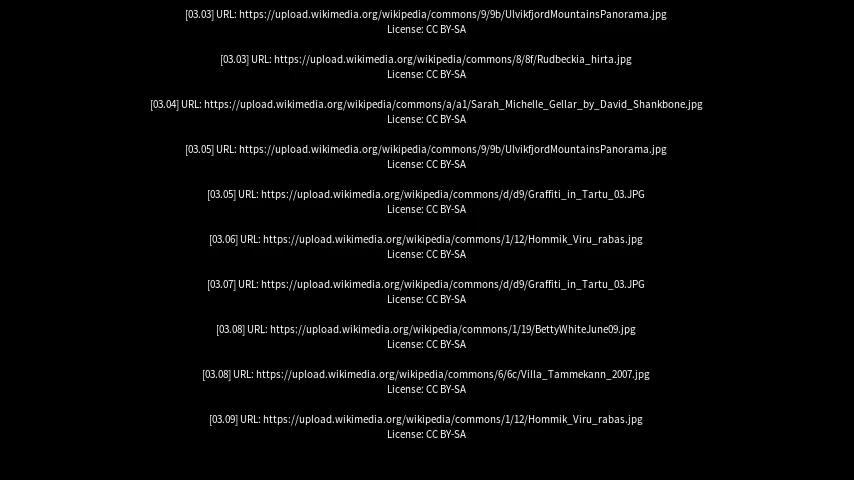 [03.03] URL: https://upload.wikimedia.org/wikipedia/commons/9/9b/UlvikfjordMountainsPanorama.jpg
License: CC BY-SA
[03.03] URL: https://upload.wikimedia.org/wikipedia/commons/8/8f/Rudbeckia_hirta.jpg
License: CC BY-SA
[03.04] URL: https://upload.wikimedia.org/wikipedia/commons/a/a1/Sarah_Michelle_Gellar_by_David_Shankbone.jpg
License: CC BY-SA
[03.05] URL: https://upload.wikimedia.org/wikipedia/commons/9/9b/UlvikfjordMountainsPanorama.jpg
License: CC BY-SA
[03.05] URL: https://upload.wikimedia.org/wikipedia/commons/d/d9/Graffiti_in_Tartu_03.JPG
License: CC BY-SA
[03.06] URL: https://upload.wikimedia.org/wikipedia/commons/1/12/Hommik_Viru_rabas.jpg
License: CC BY-SA
[03.07] URL: https://upload.wikimedia.org/wikipedia/commons/d/d9/Graffiti_in_Tartu_03.JPG
License: CC BY-SA
[03.08] URL: https://upload.wikimedia.org/wikipedia/commons/1/19/BettyWhiteJune09.jpg
License: CC BY-SA
[03.08] URL: https://upload.wikimedia.org/wikipedia/commons/6/6c/Villa_Tammekann_2007.jpg
License: CC BY-SA
[03.09] URL: https://upload.wikimedia.org/wikipedia/commons/1/12/Hommik_Viru_rabas.jpg
License: CC BY-SA